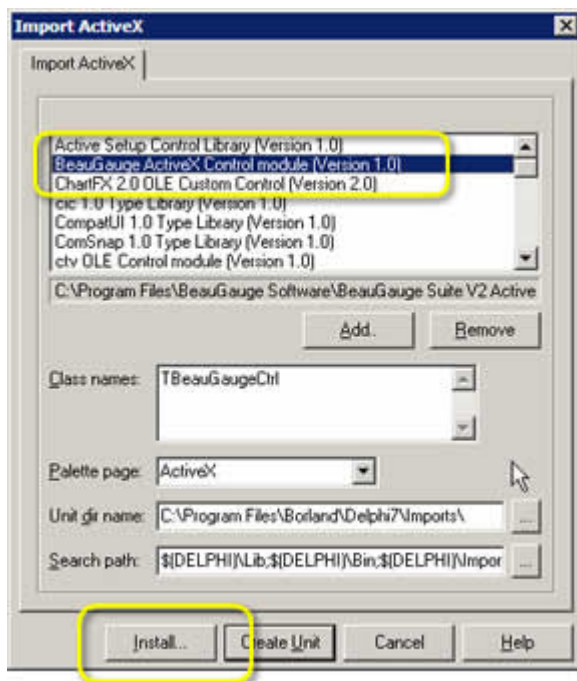 Import ActiveX
Import ActiveX
Active Setup Control Library (Version 1.0)
BeauGauge ActiveX Control module (Version 1.0)
ChartFX 2.0 OLE Custom Control (Version 2.0)
cic 1.0 Type Library (Version 1.0)
CompatUI 1.0 Type Library (Version 1.0)
ComSnap 1.0 Type Library (Version 1.0)
ctv OLE Control module (Version 1.0)
C:\Program Files\BeauGauge Software\BeauGauge Suite V2 Active
Add... Remove
Class names: TBeauGaugeCtrl
Palette page: ActiveX
Unit dir name: C:\Program Files\Borland\Delphi7\Imports\ ...
Search path: $(DELPHI)\Lib;$(DELPHI)\Bin;$(DELPHI)\Impor ...
Install... Create Unit Cancel Help